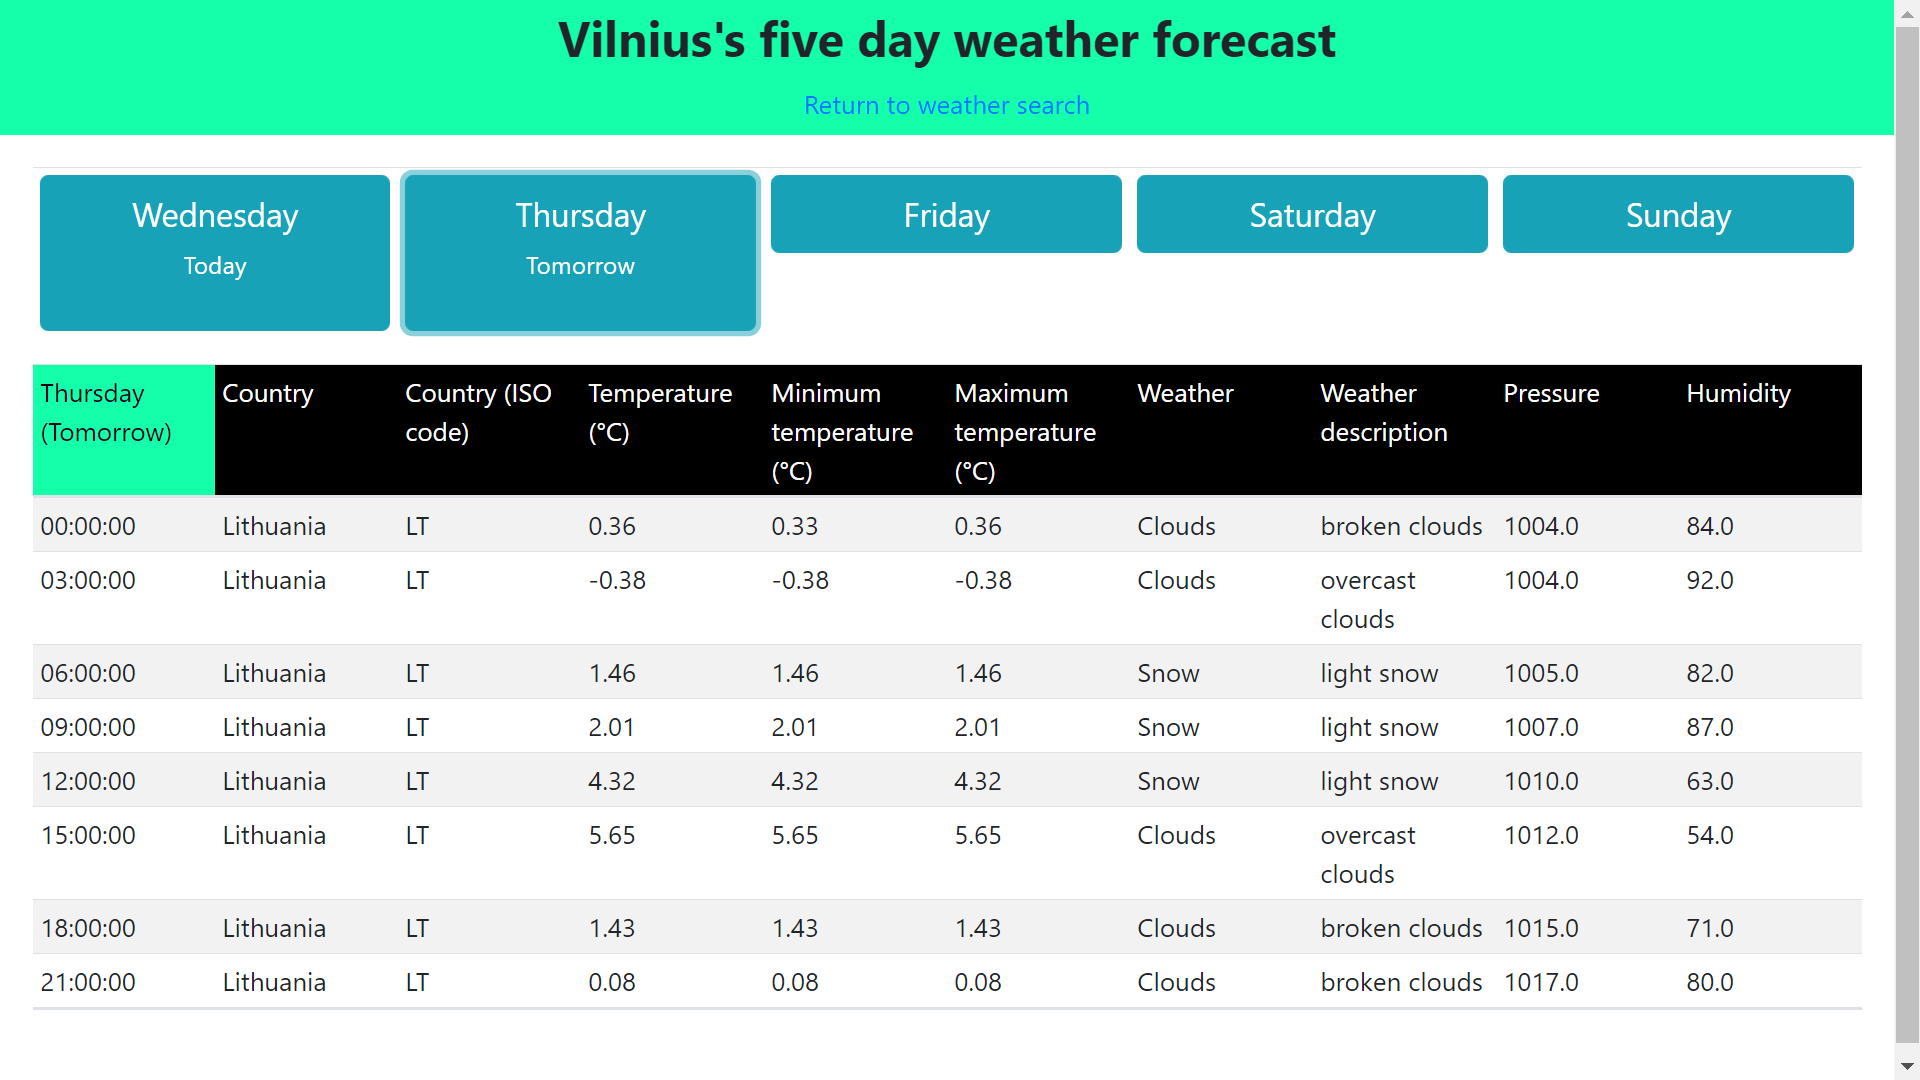 Vilnius's five day weather forecast
Return to weather search
Wednesday Thursday Friday Saturday Sunday
Today Tomorrow
Thursday Country Country (ISO Temperature Minimum Maximum Weather Weather Pressure Humidity
(Tomorrow) code) (°C) temperature temperature description
(°C) (°C)
00:00:00 Lithuania LT 0.36 0.33 0.36 Clouds broken clouds 1004.0 84.0
03:00:00 Lithuania LT -0.38 -0.38 -0.38 Clouds overcast 1004.0 92.0
clouds
06:00:00 Lithuania LT 1.46 1.46 1.46 Snow light snow 1005.0 82.0
09:00:00 Lithuania LT 2.01 2.01 2.01 Snow light snow 1007.0 87.0
12:00:00 Lithuania LT 4.32 4.32 4.32 Snow light snow 1010.0 63.0
15:00:00 Lithuania LT 5.65 5.65 5.65 Clouds overcast 1012.0 54.0
clouds
18:00:00 Lithuania LT 1.43 1.43 1.43 Clouds broken clouds 1015.0 71.0
21:00:00 Lithuania LT 0.08 0.08 0.08 Clouds broken clouds 1017.0 80.0